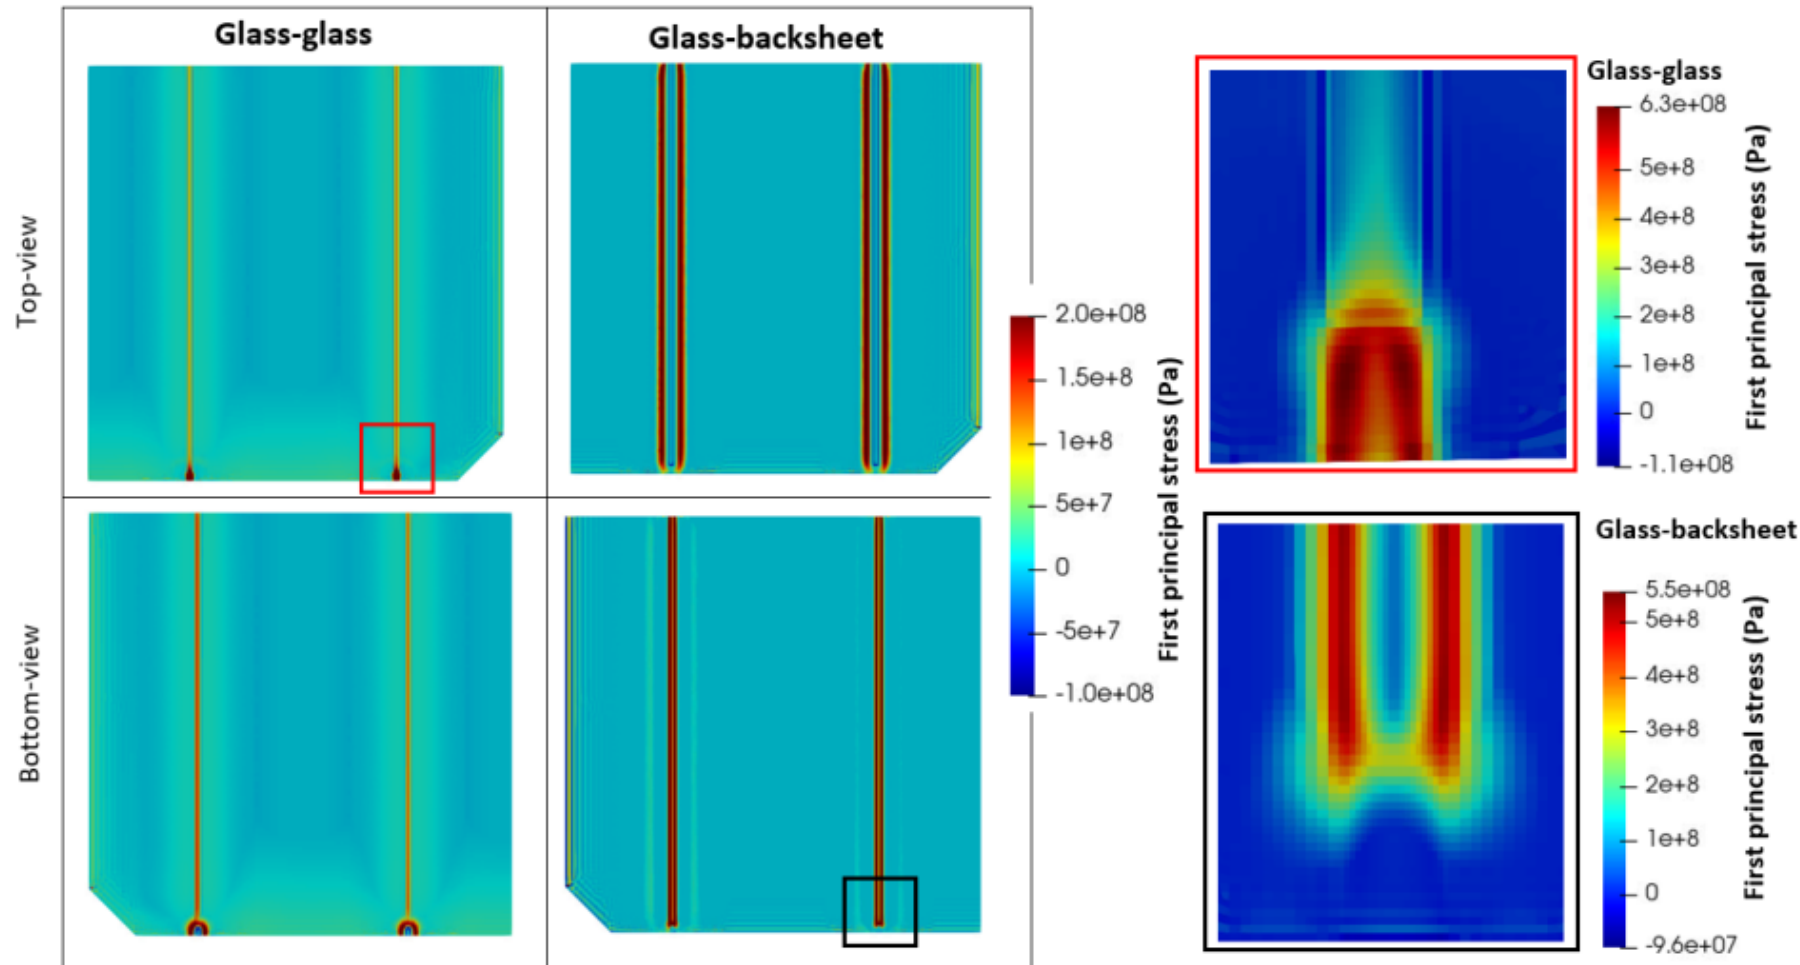 Glass-glass
Glass-backsheet
Top-view
Bottom-view
2.0e+08
1.5e+8
1e+8
5e+7
0
-5e+7
-1.0e+08
First principal stress (Pa)
Glass-glass
6.3e+08
5e+8
4e+8
3e+8
2e+8
1e+8
0
-1.1e+08
First principal stress (Pa)
Glass-backsheet
5.5e+08
5e+8
4e+8
3e+8
2e+8
1e+8
0
-9.6e+07
First principal stress (Pa)